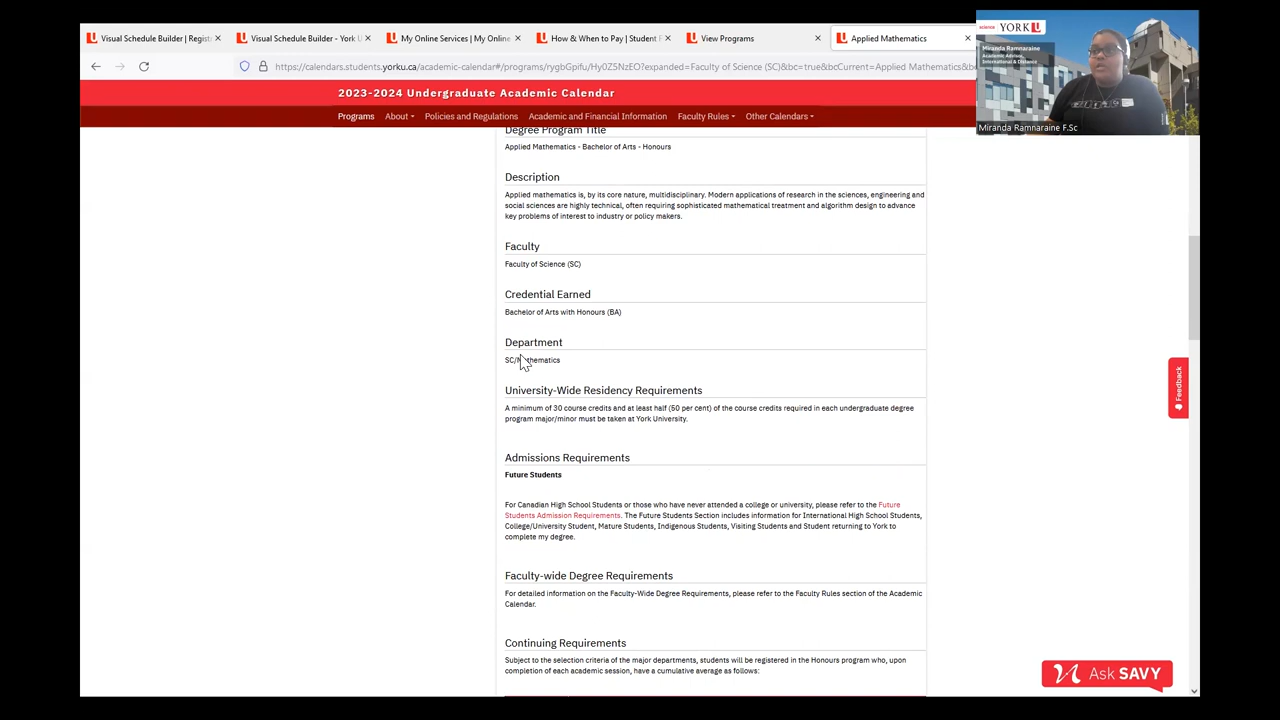 Visual Schedule Builder | Regist
Visual Schedule Builder - York U
My Online Services | My Online
How & When to Pay | Student F
View Programs
Applied Mathematics
calendars.students.yorku.ca/academic-calendar#/programs/rygbGpifu/Hy0Z5NzEO?expanded=Faculty of Science (SC)&bc=true&bcCurrent=Applied Mathematics&bc
science YORK U
Miranda Ramnaraine
Academic Advisor,
International & Distance
Miranda Ramnaraine F.Sc
2023-2024 Undergraduate Academic Calendar
Programs About Policies and Regulations Academic and Financial Information Faculty Rules Other Calendars
Degree Program Title
Applied Mathematics - Bachelor of Arts - Honours
Description
Applied mathematics is, by its core nature, multidisciplinary. Modern applications of research in the sciences, engineering and
social sciences are highly technical, often requiring sophisticated mathematical treatment and algorithm design to advance
key problems of interest to industry or policy makers.
Faculty
Faculty of Science (SC)
Credential Earned
Bachelor of Arts with Honours (BA)
Department
SC/Mathematics
University-Wide Residency Requirements
A minimum of 30 course credits and at least half (50 per cent) of the course credits required in each undergraduate degree
program major/minor must be taken at York University.
Admissions Requirements
Future Students
For Canadian High School Students or those who have never attended a college or university, please refer to the Future
Students Admission Requirements. The Future Students Section includes information for International High School Students,
College/University Student, Mature Students, Indigenous Students, Visiting Students and Student returning to York to
complete my degree.
Faculty-wide Degree Requirements
For detailed information on the Faculty-Wide Degree Requirements, please refer to the Faculty Rules section of the Academic
Calendar.
Continuing Requirements
Subject to the selection criteria of the major departments, students will be registered in the Honours program who, upon
completion of each academic session, have a cumulative average as follows:
Feedback
Ask SAVY